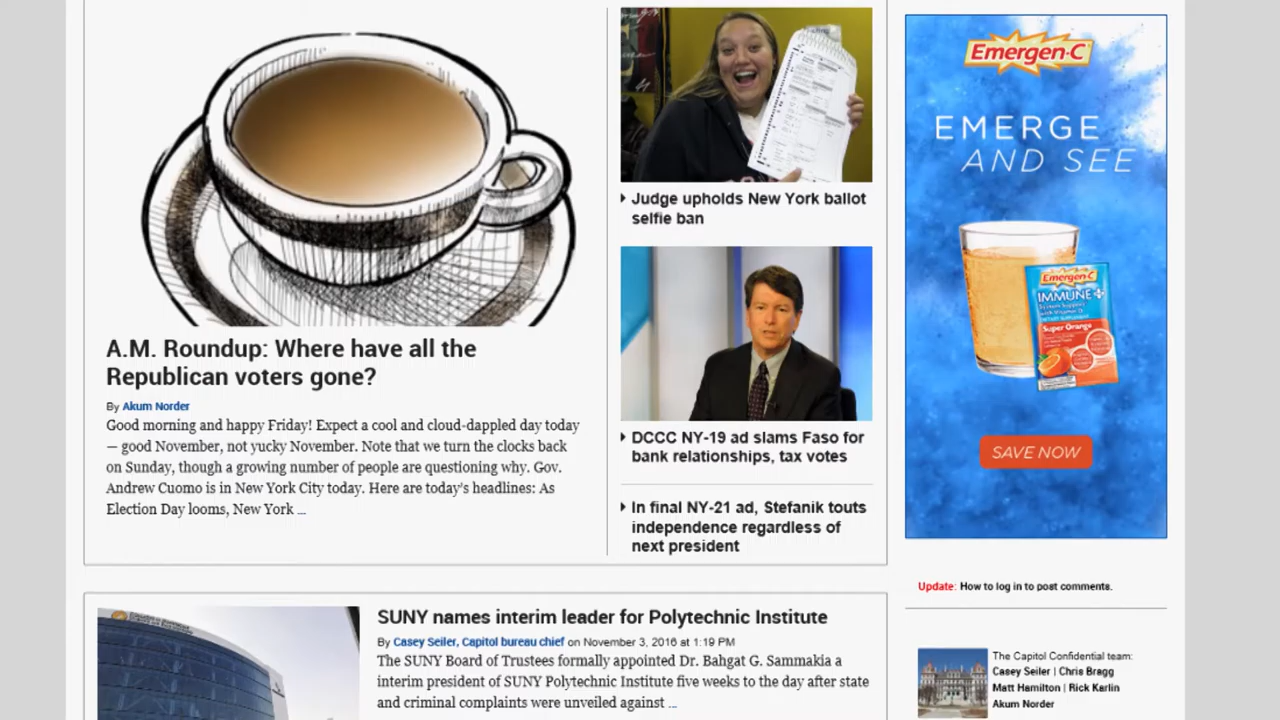 A.M. Roundup: Where have all the
Republican voters gone?
By Akum Norder
Good morning and happy Friday! Expect a cool and cloud-dappled day today
— good November, not yucky November. Note that we turn the clocks back
on Sunday, though a growing number of people are questioning why. Gov.
Andrew Cuomo is in New York City today. Here are today's headlines: As
Election Day looms, New York ...
Judge upholds New York ballot
selfie ban
DCCC NY-19 ad slams Faso for
bank relationships, tax votes
In final NY-21 ad, Stefanik touts
independence regardless of
next president
SUNY names interim leader for Polytechnic Institute
By Casey Seiler, Capitol bureau chief on November 3, 2016 at 1:19 PM
The SUNY Board of Trustees formally appointed Dr. Bahgat G. Sammakia a
interim president of SUNY Polytechnic Institute five weeks to the day after state
and criminal complaints were unveiled against ...
Emergen-C
EMERGE
AND SEE
Emergen-C
IMMUNE+
System Support
with Vitamin D
Super Orange
SAVE NOW
Update: How to log in to post comments.
The Capitol Confidential team:
Casey Seiler | Chris Bragg
Matt Hamilton | Rick Karlin
Akum Norder